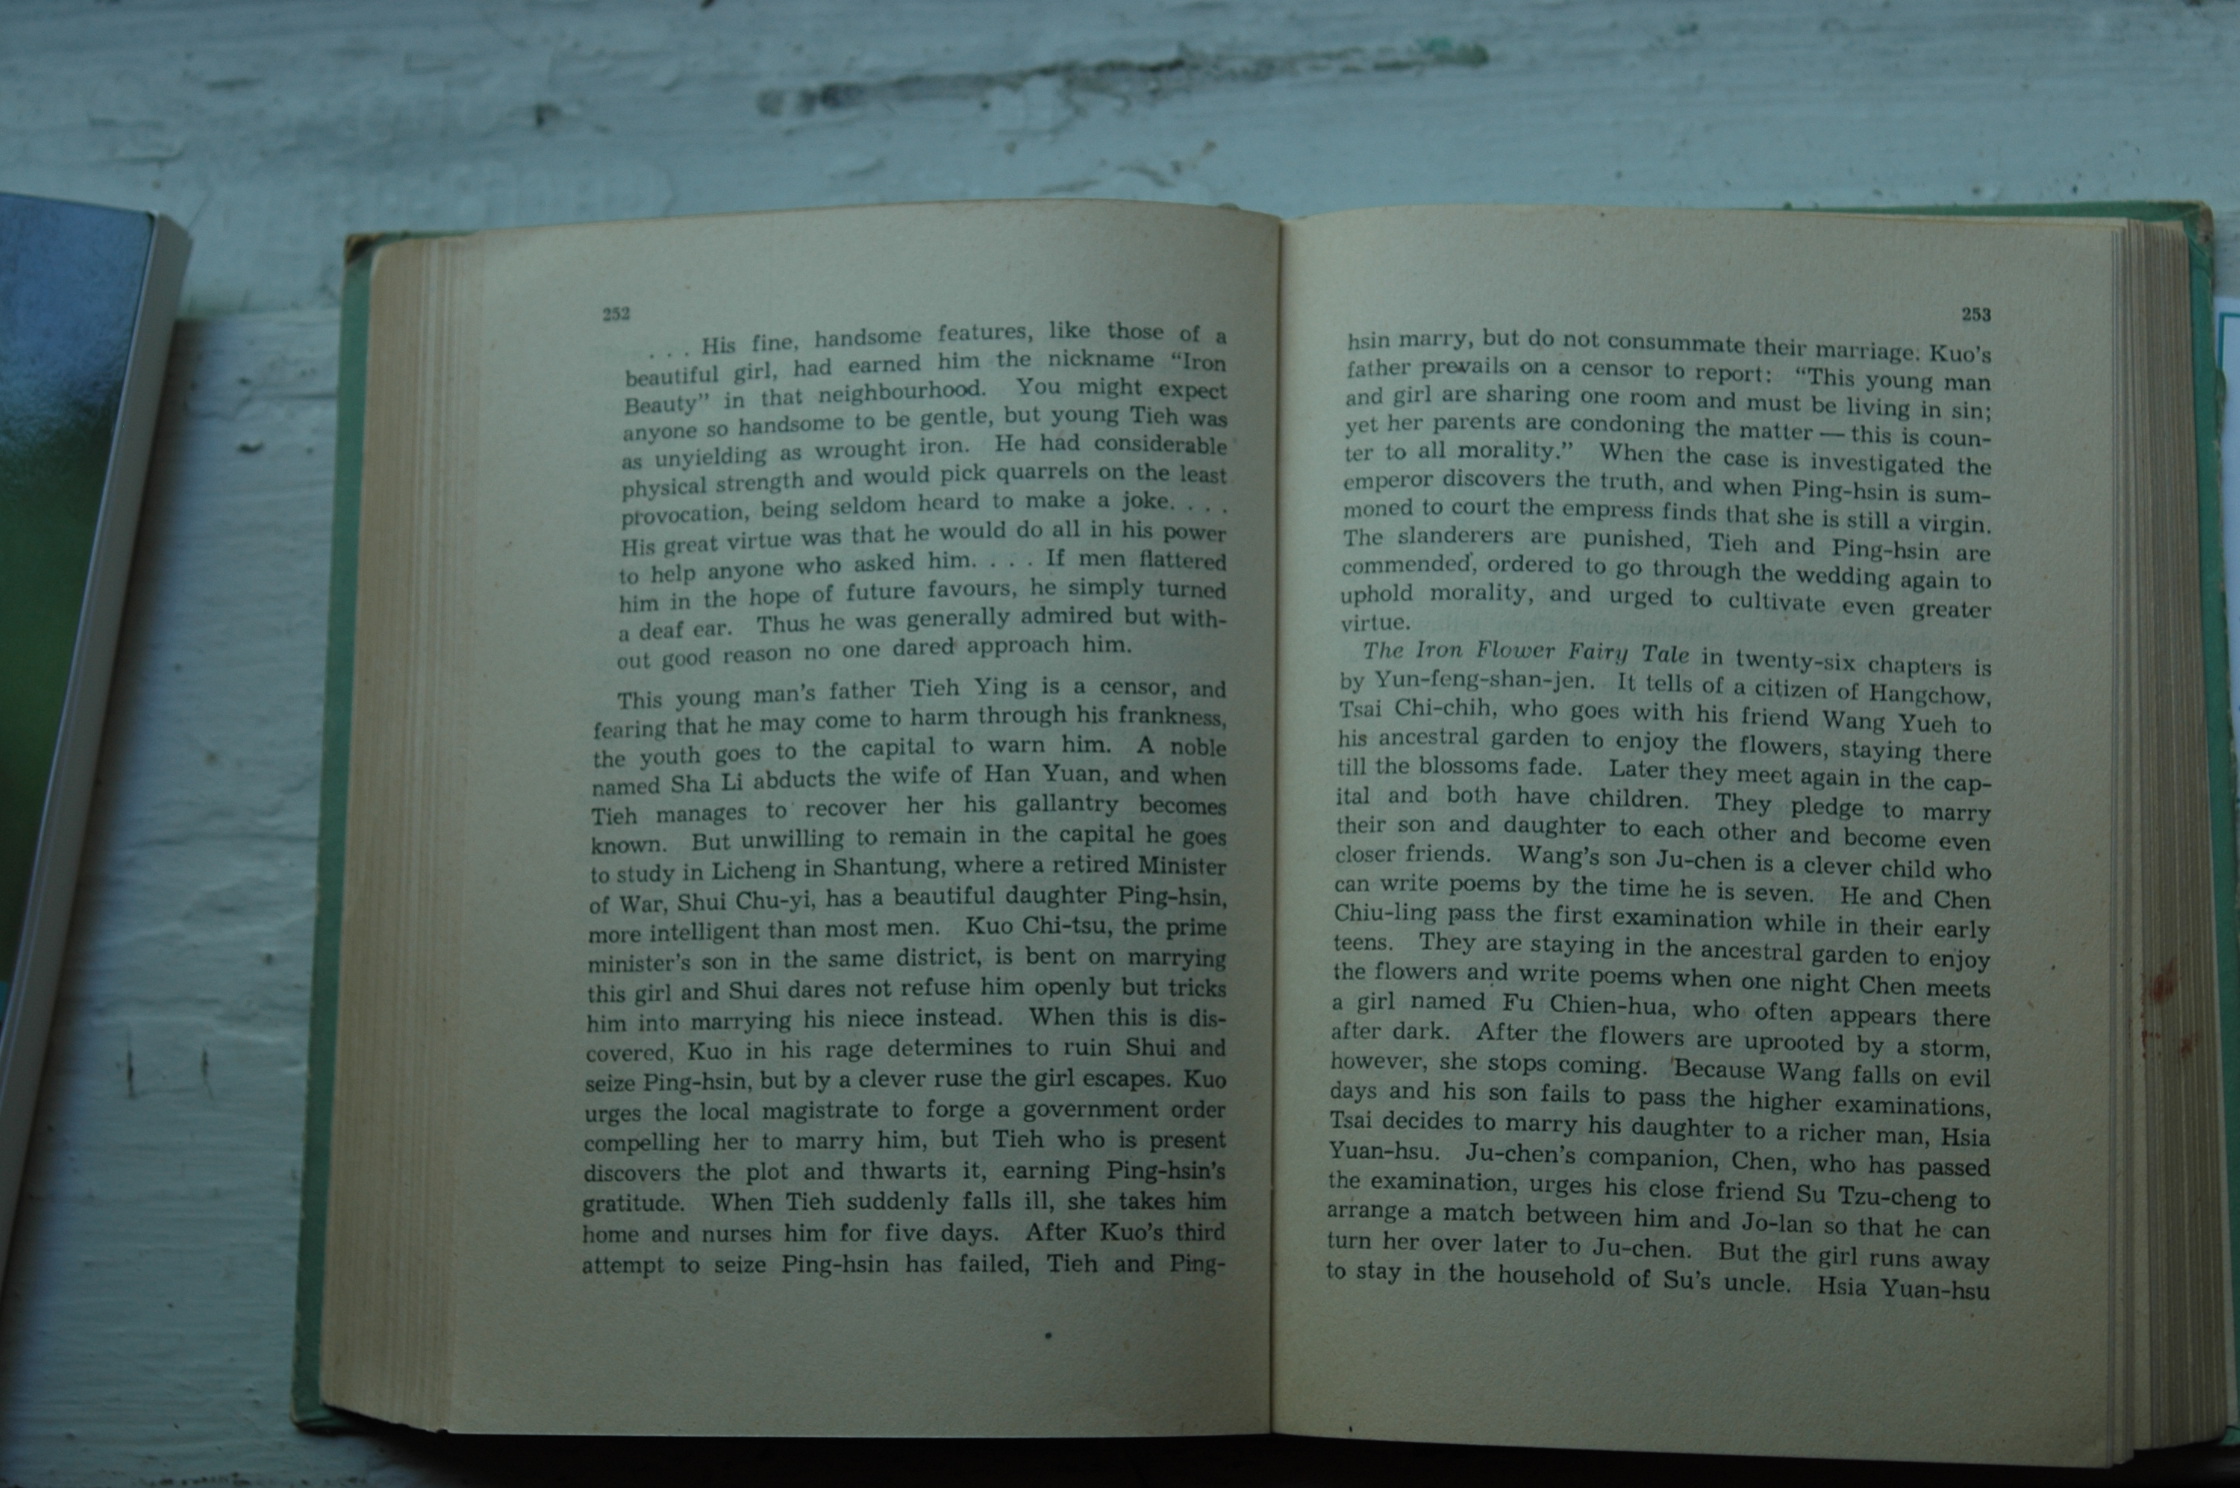 252
. . . His fine, handsome features, like those of a
beautiful girl, had earned him the nickname “Iron
Beauty” in that neighbourhood. You might expect
anyone so handsome to be gentle, but young Tieh was
as unyielding as wrought iron. He had considerable
physical strength and would pick quarrels on the least
provocation, being seldom heard to make a joke. . . .
His great virtue was that he would do all in his power
to help anyone who asked him. . . . If men flattered
him in the hope of future favours, he simply turned
a deaf ear. Thus he was generally admired but with-
out good reason no one dared approach him.
This young man’s father Tieh Ying is a censor, and
fearing that he may come to harm through his frankness,
the youth goes to the capital to warn him. A noble
named Sha Li abducts the wife of Han Yuan, and when
Tieh manages to recover her his gallantry becomes
known. But unwilling to remain in the capital he goes
to study in Licheng in Shantung, where a retired Minister
of War, Shui Chu-yi, has a beautiful daughter Ping-hsin,
more intelligent than most men. Kuo Chi-tsu, the prime
minister’s son in the same district, is bent on marrying
this girl and Shui dares not refuse him openly but tricks
him into marrying his niece instead. When this is dis-
covered, Kuo in his rage determines to ruin Shui and
seize Ping-hsin, but by a clever ruse the girl escapes. Kuo
urges the local magistrate to forge a government order
compelling her to marry him, but Tieh who is present
discovers the plot and thwarts it, earning Ping-hsin’s
gratitude. When Tieh suddenly falls ill, she takes him
home and nurses him for five days. After Kuo’s third
attempt to seize Ping-hsin has failed, Tieh and Ping-
253
hsin marry, but do not consummate their marriage. Kuo’s
father prevails on a censor to report: “This young man
and girl are sharing one room and must be living in sin;
yet her parents are condoning the matter — this is coun-
ter to all morality.” When the case is investigated the
emperor discovers the truth, and when Ping-hsin is sum-
moned to court the empress finds that she is still a virgin.
The slanderers are punished, Tieh and Ping-hsin are
commended, ordered to go through the wedding again to
uphold morality, and urged to cultivate even greater
virtue.
The Iron Flower Fairy Tale in twenty-six chapters is
by Yun-feng-shan-jen. It tells of a citizen of Hangchow,
Tsai Chi-chih, who goes with his friend Wang Yueh to
his ancestral garden to enjoy the flowers, staying there
till the blossoms fade. Later they meet again in the cap-
ital and both have children. They pledge to marry
their son and daughter to each other and become even
closer friends. Wang’s son Ju-chen is a clever child who
can write poems by the time he is seven. He and Chen
Chiu-ling pass the first examination while in their early
teens. They are staying in the ancestral garden to enjoy
the flowers and write poems when one night Chen meets
a girl named Fu Chien-hua, who often appears there
after dark. After the flowers are uprooted by a storm,
however, she stops coming. Because Wang falls on evil
days and his son fails to pass the higher examinations,
Tsai decides to marry his daughter to a richer man, Hsia
Yuan-hsu. Ju-chen’s companion, Chen, who has passed
the examination, urges his close friend Su Tzu-cheng to
arrange a match between him and Jo-lan so that he can
turn her over later to Ju-chen. But the girl runs away
to stay in the household of Su’s uncle. Hsia Yuan-hsu